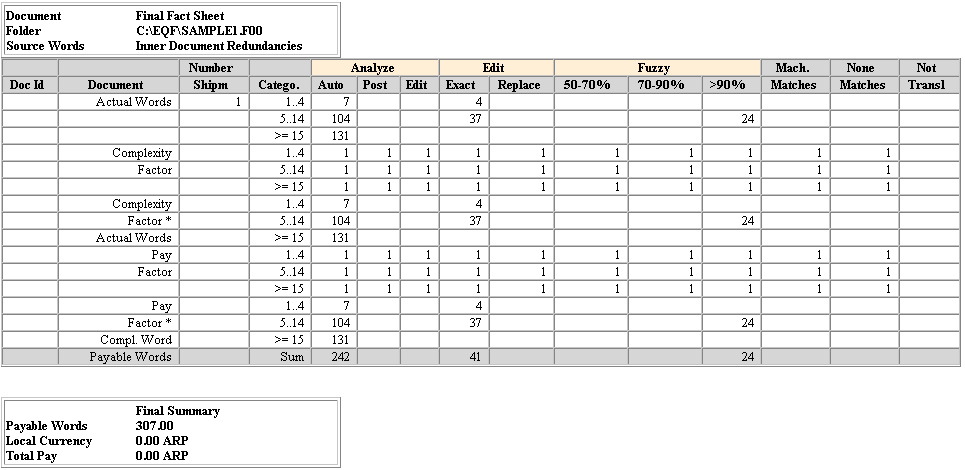 Document Final Fact Sheet
Folder C:\EQF\SAMPLE1.F00
Source Words Inner Document Redundancies
Number Analyze Edit Fuzzy Mach. None Not
Doc Id Document Shipm Catego. Auto Post Edit Exact Replace 50-70% 70-90% >90% Matches Matches Transl
Actual Words 1 1..4 7 4
5..14 104 37 24
>= 15 131
Complexity 1..4 1 1 1 1 1 1 1 1 1 1
Factor 5..14 1 1 1 1 1 1 1 1 1 1
>= 15 1 1 1 1 1 1 1 1 1 1
Complexity 1..4 7 4
Factor * 5..14 104 37 24
Actual Words >= 15 131
Pay 1..4 1 1 1 1 1 1 1 1 1 1
Factor 5..14 1 1 1 1 1 1 1 1 1 1
>= 15 1 1 1 1 1 1 1 1 1 1
Pay 1..4 7 4
Factor * 5..14 104 37 24
Compl. Word >= 15 131
Payable Words Sum 242 41 24
Final Summary
Payable Words 307.00
Local Currency 0.00 ARP
Total Pay 0.00 ARP